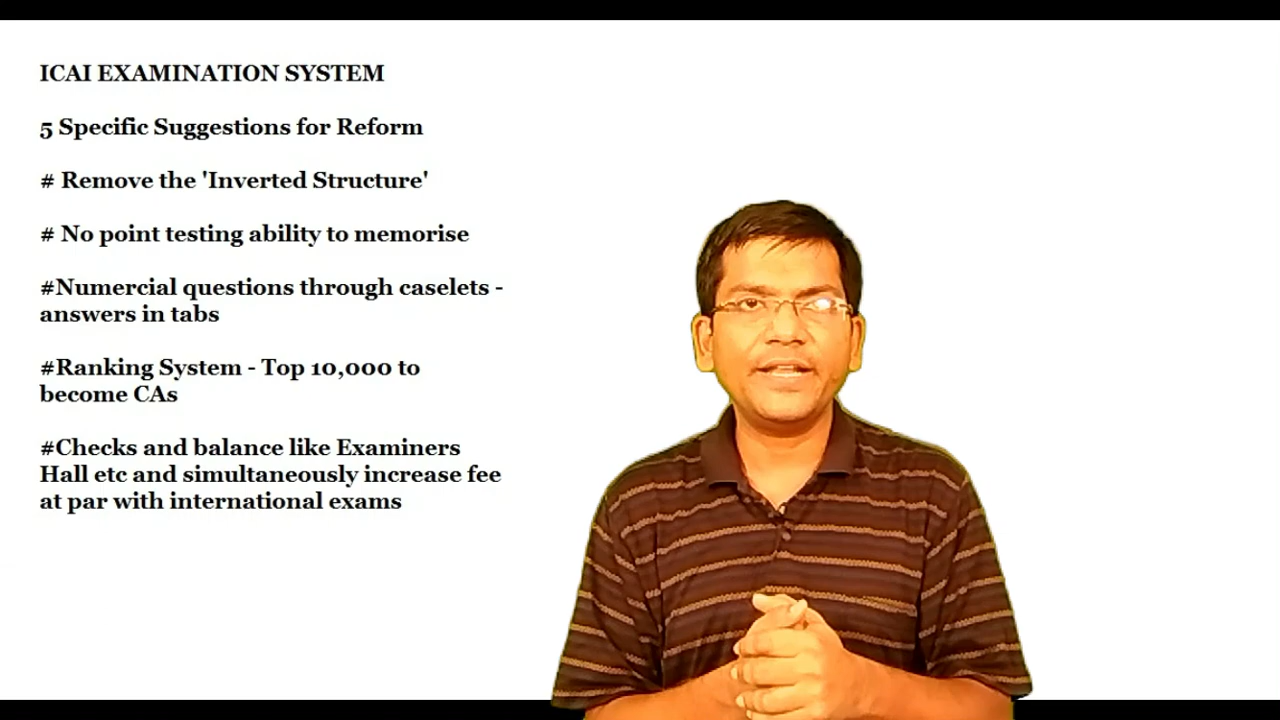 ICAI EXAMINATION SYSTEM
5 Specific Suggestions for Reform
# Remove the 'Inverted Structure'
# No point testing ability to memorise
#Numercial questions through caselets -
answers in tabs
#Ranking System - Top 10,000 to
become CAs
#Checks and balance like Examiners
Hall etc and simultaneously increase fee
at par with international exams